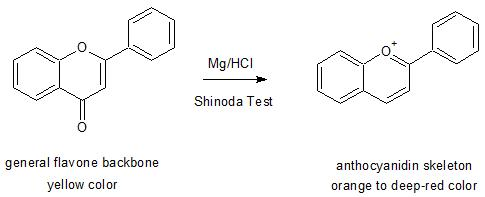 O
O
Mg/HCl
Shinoda Test
O+
general flavone backbone
yellow color
anthocyanidin skeleton
orange to deep-red color